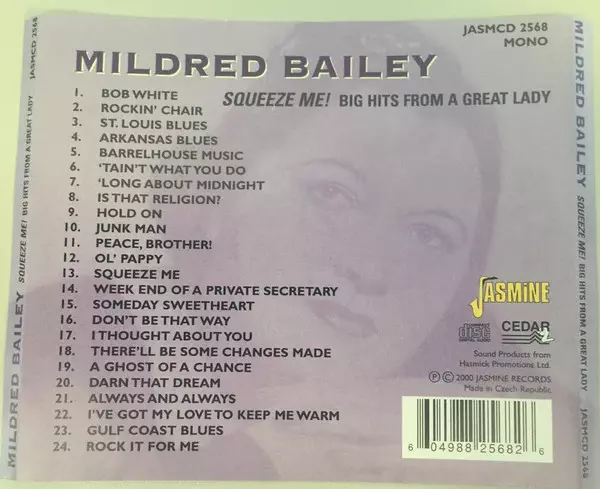 JASMCD 2568
MONO
MILDRED BAILEY
SQUEEZE ME! BIG HITS FROM A GREAT LADY
1. BOB WHITE
2. ROCKIN' CHAIR
3. ST. LOUIS BLUES
4. ARKANSAS BLUES
5. BARRELHOUSE MUSIC
6. 'TAIN'T WHAT YOU DO
7. 'LONG ABOUT MIDNIGHT
8. IS THAT RELIGION?
9. HOLD ON
10. JUNK MAN
11. PEACE, BROTHER!
12. OL' PAPPY
13. SQUEEZE ME
14. WEEK END OF A PRIVATE SECRETARY
15. SOMEDAY SWEETHEART
16. DON'T BE THAT WAY
17. I THOUGHT ABOUT YOU
18. THERE'LL BE SOME CHANGES MADE
19. A GHOST OF A CHANCE
20. DARN THAT DREAM
21. ALWAYS AND ALWAYS
22. I'VE GOT MY LOVE TO KEEP ME WARM
23. GULF COAST BLUES
24. ROCK IT FOR ME
JASMINE
COMPACT
disc
DIGITAL AUDIO
CEDAR 2
Sound Products from
Hasmick Promotions Ltd.
Ⓟ © 2000 JASMINE RECORDS
Made in Czech Republic
6 04988 25682 6
MILDRED BAILEY SQUEEZE ME! BIG HITS FROM A GREAT LADY JASMCD 2568
MILDRED BAILEY SQUEEZE ME! BIG HITS FROM A GREAT LADY JASMCD 2568